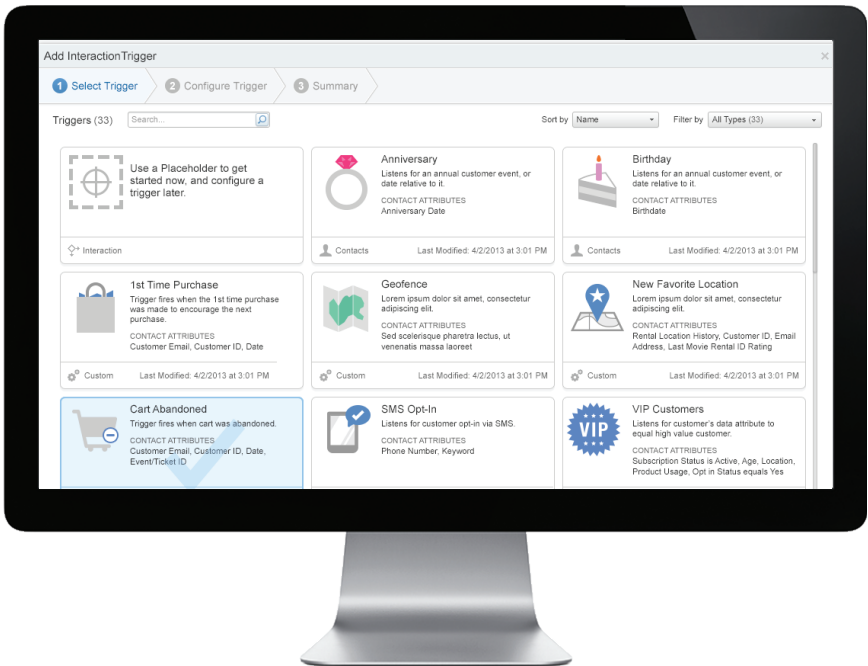 Add InteractionTrigger ×
1 Select Trigger 2 Configure Trigger 3 Summary
Triggers (33) Search... Sort by Name Filter by All Types (33)
Use a Placeholder to get
started now, and configure a
trigger later.
Interaction
Anniversary
Listens for an annual customer event, or
date relative to it.
CONTACT ATTRIBUTES
Anniversary Date
Contacts Last Modified: 4/2/2013 at 3:01 PM
Birthday
Listens for an annual customer event, or
date relative to it.
CONTACT ATTRIBUTES
Birthdate
Contacts Last Modified: 4/2/2013 at 3:01 PM
1st Time Purchase
Trigger fires when the 1st time purchase
was made to encourage the next
purchase.
CONTACT ATTRIBUTES
Customer Email, Customer ID, Date
Custom Last Modified: 4/2/2013 at 3:01 PM
Geofence
Lorem ipsum dolor sit amet, consectetur
adipiscing elit.
CONTACT ATTRIBUTES
Sed scelerisque pharetra lectus, ut
venenatis massa laoreet
Custom Last Modified: 4/2/2013 at 3:01 PM
New Favorite Location
Lorem ipsum dolor sit amet, consectetur
adipiscing elit.
CONTACT ATTRIBUTES
Rental Location History, Customer ID, Email
Address, Last Movie Rental ID Rating
Custom Last Modified: 4/2/2013 at 3:01 PM
Cart Abandoned
Trigger fires when cart was abandoned.
CONTACT ATTRIBUTES
Customer Email, Customer ID, Date,
Event/Ticket ID
SMS Opt-In
Listens for customer opt-in via SMS.
CONTACT ATTRIBUTES
Phone Number, Keyword
VIP
VIP Customers
Listens for customer's data attribute to
equal high value customer.
CONTACT ATTRIBUTES
Subscription Status is Active, Age, Location,
Product Usage, Opt in Status equals Yes